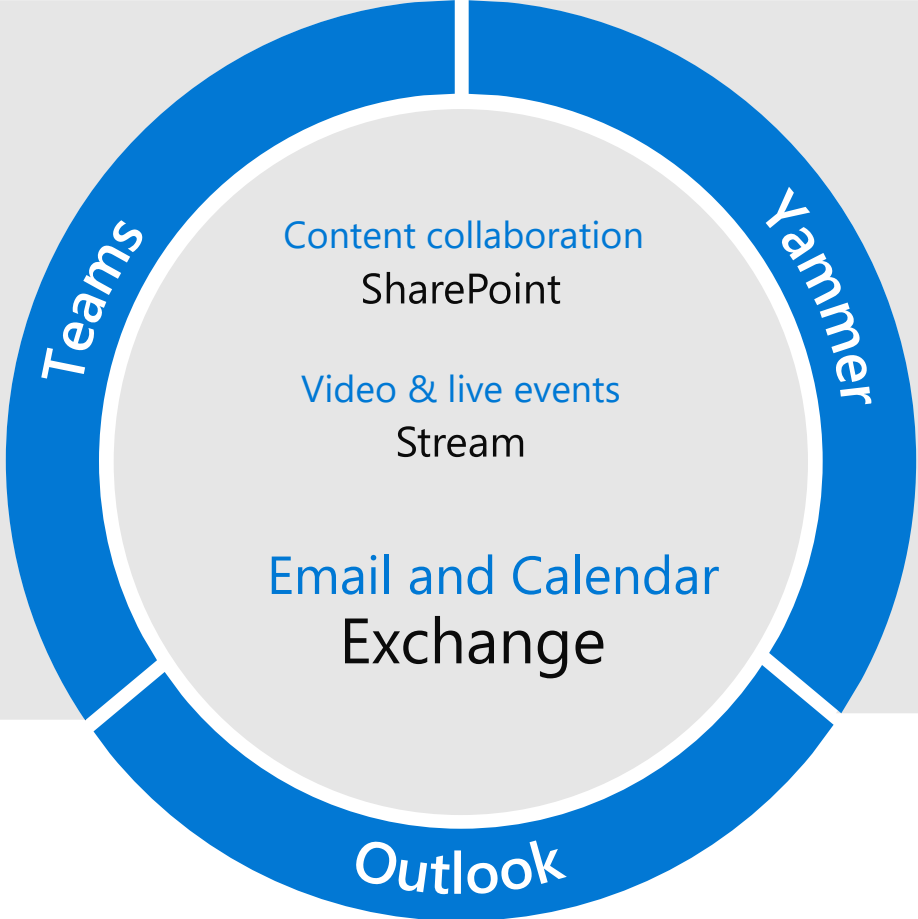 Teams
Yammer
Content collaboration
SharePoint
Video & live events
Stream
Email and Calendar
Exchange
Outlook